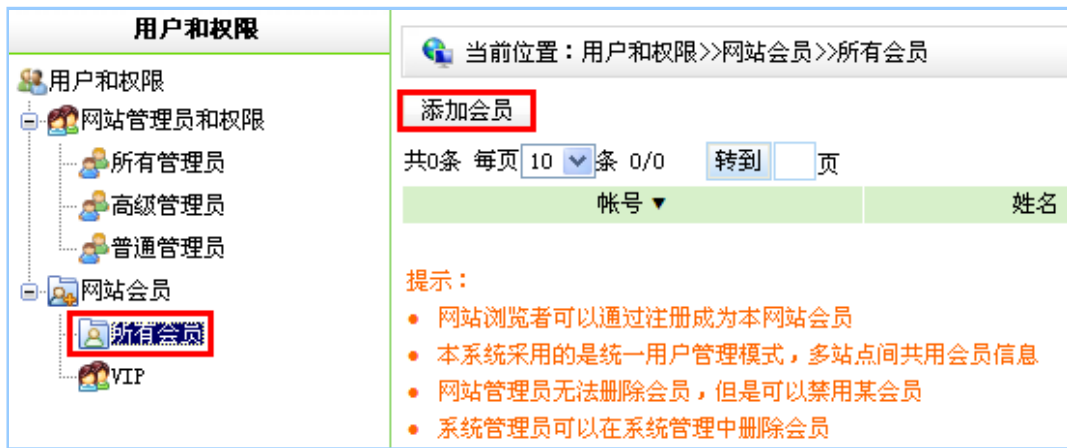 用户和权限
用户和权限
网站管理员和权限
所有管理员
高级管理员
普通管理员
网站会员
所有会员
VIP
当前位置：用户和权限>>网站会员>>所有会员
添加会员
共0条 每页 10 条 0/0 转到 页
帐号▼ 姓名
提示：
• 网站浏览者可以通过注册成为本网站会员
• 本系统采用的是统一用户管理模式，多站点间共用会员信息
• 网站管理员无法删除会员，但是可以禁用某会员
• 系统管理员可以在系统管理中删除会员